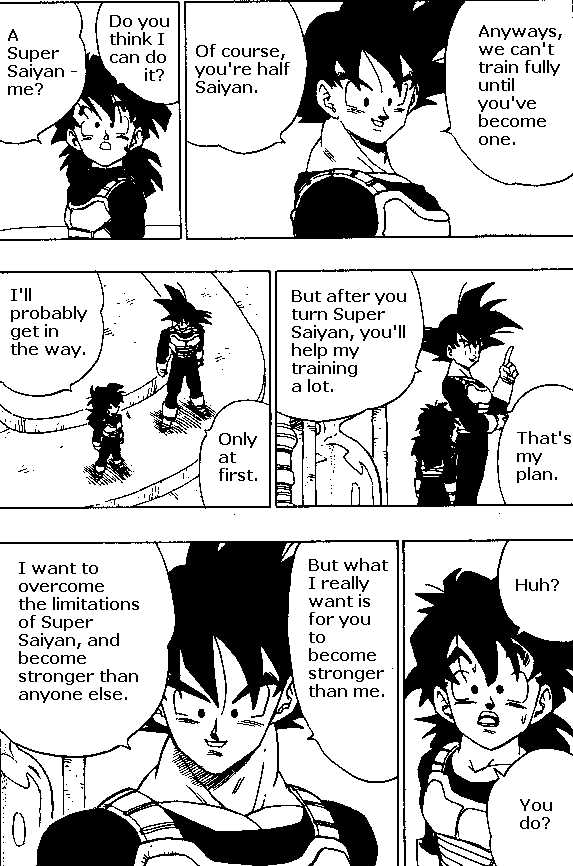 A
Super
Saiyan -
me?
Do you
think I
can do
it?
Of course,
you're half
Saiyan.
Anyways,
we can't
train fully
until
you've
become
one.
I'll
probably
get in
the way.
Only
at
first.
But after you
turn Super
Saiyan, you'll
help my
training
a lot.
That's
my
plan.
I want to
overcome
the limitations
of Super
Saiyan, and
become
stronger than
anyone else.
But what
I really
want is
for you
to
become
stronger
than me.
Huh?
You
do?